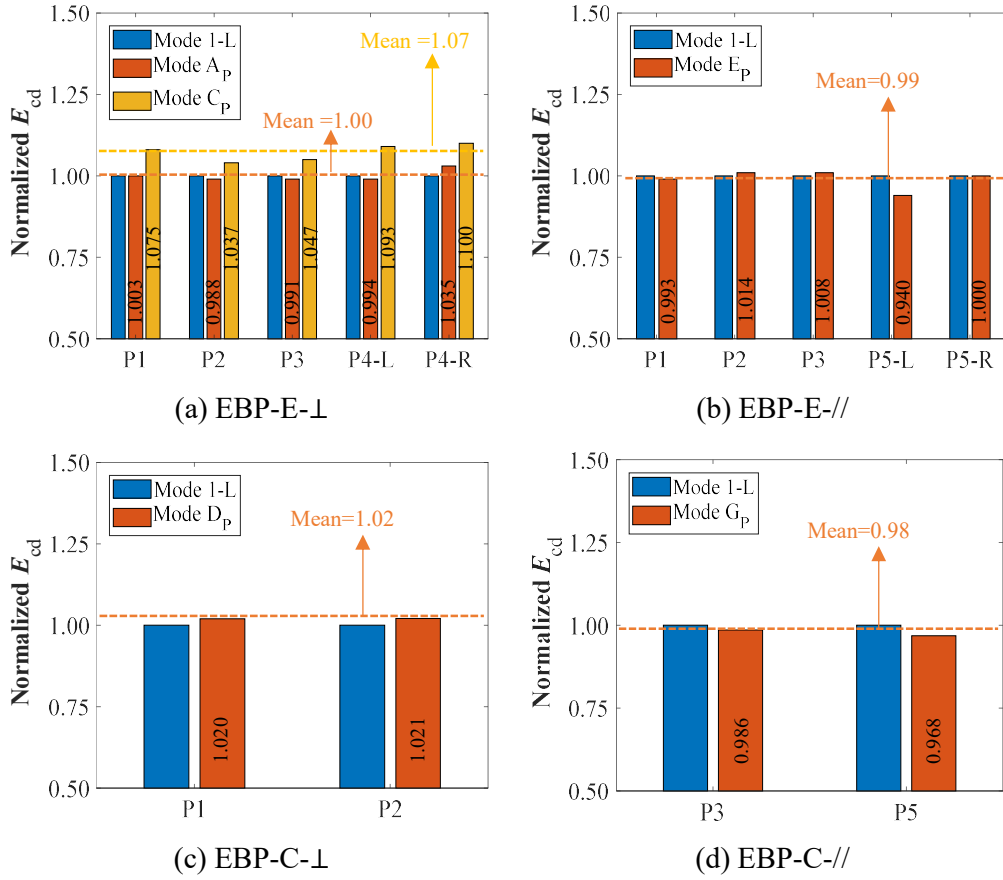 1.50
1.25
1.00
0.75
0.50
Normalized E_cd
Mode 1-L
Mode A_P
Mode C_P
Mean =1.07
Mean =1.00
1.003
1.075
0.988
1.037
0.991
1.047
0.994
1.093
1.035
1.100
P1 P2 P3 P4-L P4-R
(a) EBP-E-⊥
1.50
1.25
1.00
0.75
0.50
Normalized E_cd
Mode 1-L
Mode E_P
Mean =0.99
0.993
1.014
1.008
0.940
1.000
P1 P2 P3 P5-L P5-R
(b) EBP-E-//
1.50
1.25
1.00
0.75
0.50
Normalized E_cd
Mode 1-L
Mode D_P
Mean=1.02
1.020
1.021
P1 P2
(c) EBP-C-⊥
1.50
1.25
1.00
0.75
0.50
Normalized E_cd
Mode 1-L
Mode G_P
Mean=0.98
0.986
0.968
P3 P5
(d) EBP-C-//